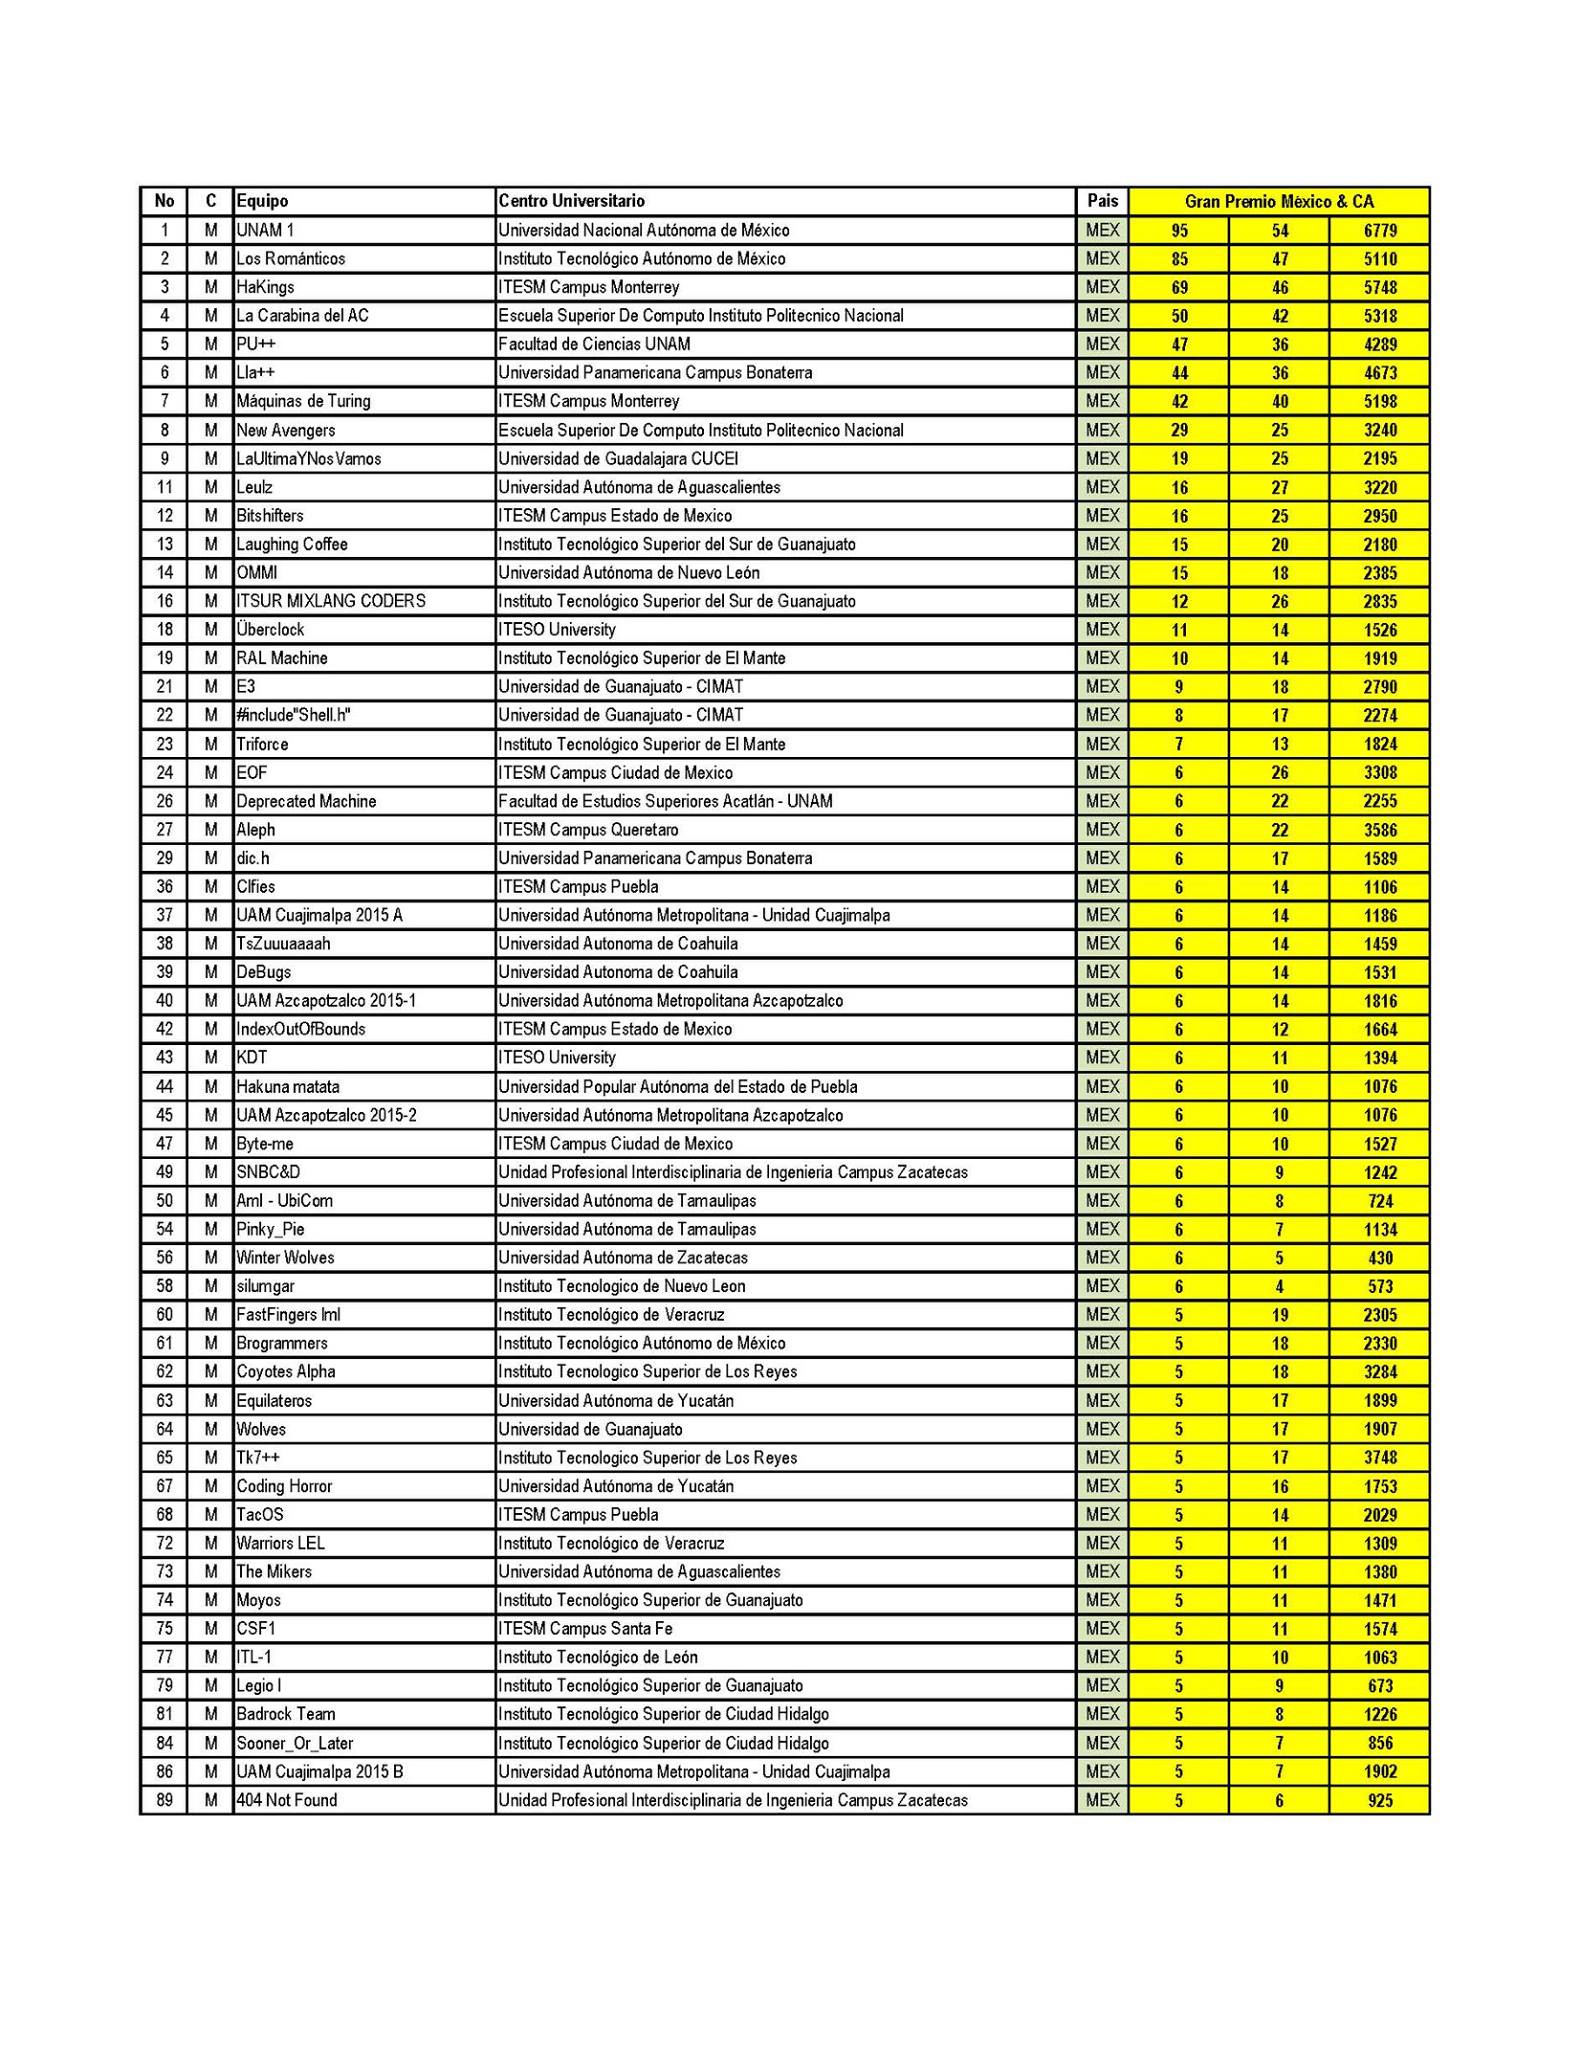 No C Equipo Centro Universitario Pais Gran Premio México & CA
1 M UNAM 1 Universidad Nacional Autónoma de México MEX 95 54 6779
2 M Los Románticos Instituto Tecnológico Autónomo de México MEX 85 47 5110
3 M HaKings ITESM Campus Monterrey MEX 69 46 5748
4 M La Carabina del AC Escuela Superior De Computo Instituto Politecnico Nacional MEX 50 42 5318
5 M PU++ Facultad de Ciencias UNAM MEX 47 36 4289
6 M Lla++ Universidad Panamericana Campus Bonaterra MEX 44 36 4673
7 M Máquinas de Turing ITESM Campus Monterrey MEX 42 40 5198
8 M New Avengers Escuela Superior De Computo Instituto Politecnico Nacional MEX 29 25 3240
9 M LaUltimaYNosVamos Universidad de Guadalajara CUCEI MEX 19 25 2195
11 M Leulz Universidad Autónoma de Aguascalientes MEX 16 27 3220
12 M Bitshifters ITESM Campus Estado de Mexico MEX 16 25 2950
13 M Laughing Coffee Instituto Tecnológico Superior del Sur de Guanajuato MEX 15 20 2180
14 M OMMI Universidad Autónoma de Nuevo León MEX 15 18 2385
16 M ITSUR MIXLANG CODERS Instituto Tecnológico Superior del Sur de Guanajuato MEX 12 26 2835
18 M Überclock ITESO University MEX 11 14 1526
19 M RAL Machine Instituto Tecnológico Superior de El Mante MEX 10 14 1919
21 M E3 Universidad de Guanajuato - CIMAT MEX 9 18 2790
22 M #include"Shell.h" Universidad de Guanajuato - CIMAT MEX 8 17 2274
23 M Triforce Instituto Tecnológico Superior de El Mante MEX 7 13 1824
24 M EOF ITESM Campus Ciudad de Mexico MEX 6 26 3308
26 M Deprecated Machine Facultad de Estudios Superiores Acatlán - UNAM MEX 6 22 2255
27 M Aleph ITESM Campus Queretaro MEX 6 22 3586
29 M dic.h Universidad Panamericana Campus Bonaterra MEX 6 17 1589
36 M Clfies ITESM Campus Puebla MEX 6 14 1106
37 M UAM Cuajimalpa 2015 A Universidad Autónoma Metropolitana - Unidad Cuajimalpa MEX 6 14 1186
38 M TsZuuuaaaah Universidad Autonoma de Coahuila MEX 6 14 1459
39 M DeBugs Universidad Autonoma de Coahuila MEX 6 14 1531
40 M UAM Azcapotzalco 2015-1 Universidad Autónoma Metropolitana Azcapotzalco MEX 6 14 1816
42 M IndexOutOfBounds ITESM Campus Estado de Mexico MEX 6 12 1664
43 M KDT ITESO University MEX 6 11 1394
44 M Hakuna matata Universidad Popular Autónoma del Estado de Puebla MEX 6 10 1076
45 M UAM Azcapotzalco 2015-2 Universidad Autónoma Metropolitana Azcapotzalco MEX 6 10 1076
47 M Byte-me ITESM Campus Ciudad de Mexico MEX 6 10 1527
49 M SNBC&D Unidad Profesional Interdisciplinaria de Ingenieria Campus Zacatecas MEX 6 9 1242
50 M AmI - UbiCom Universidad Autónoma de Tamaulipas MEX 6 8 724
54 M Pinky_Pie Universidad Autónoma de Tamaulipas MEX 6 7 1134
56 M Winter Wolves Universidad Autónoma de Zacatecas MEX 6 5 430
58 M silumgar Instituto Tecnologico de Nuevo Leon MEX 6 4 573
60 M FastFingers lml Instituto Tecnológico de Veracruz MEX 5 19 2305
61 M Brogrammers Instituto Tecnológico Autónomo de México MEX 5 18 2330
62 M Coyotes Alpha Instituto Tecnologico Superior de Los Reyes MEX 5 18 3284
63 M Equilateros Universidad Autónoma de Yucatán MEX 5 17 1899
64 M Wolves Universidad de Guanajuato MEX 5 17 1907
65 M Tk7++ Instituto Tecnologico Superior de Los Reyes MEX 5 17 3748
67 M Coding Horror Universidad Autónoma de Yucatán MEX 5 16 1753
68 M TacOS ITESM Campus Puebla MEX 5 14 2029
72 M Warriors LEL Instituto Tecnológico de Veracruz MEX 5 11 1309
73 M The Mikers Universidad Autónoma de Aguascalientes MEX 5 11 1380
74 M Moyos Instituto Tecnológico Superior de Guanajuato MEX 5 11 1471
75 M CSF1 ITESM Campus Santa Fe MEX 5 11 1574
77 M ITL-1 Instituto Tecnológico de León MEX 5 10 1063
79 M Legio I Instituto Tecnológico Superior de Guanajuato MEX 5 9 673
81 M Badrock Team Instituto Tecnológico Superior de Ciudad Hidalgo MEX 5 8 1226
84 M Sooner_Or_Later Instituto Tecnológico Superior de Ciudad Hidalgo MEX 5 7 856
86 M UAM Cuajimalpa 2015 B Universidad Autónoma Metropolitana - Unidad Cuajimalpa MEX 5 7 1902
89 M 404 Not Found Unidad Profesional Interdisciplinaria de Ingenieria Campus Zacatecas MEX 5 6 925